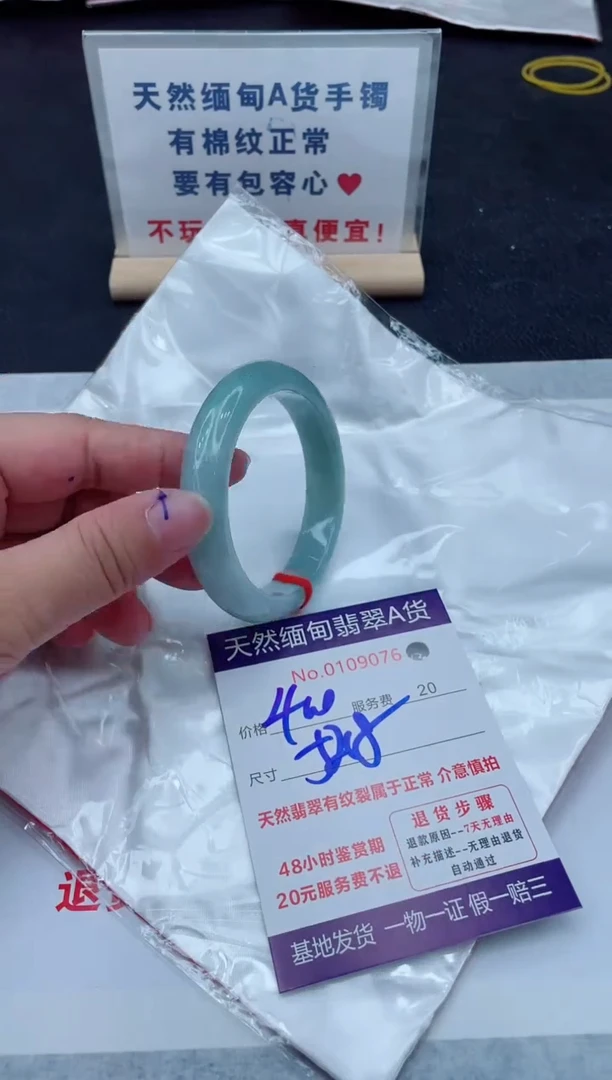 天然缅甸A货手镯
有棉纹正常
要有包容心
不玩 真便宜!
天然缅甸翡翠A货
No.0109076
价格 服务费 20
尺寸
天然翡翠有纹裂属于正常 介意慎拍
48小时鉴赏期
20元服务费不退
退货步骤
退款原因--7天无理由
补充描述--无理由退货
自动通过
基地发货 一物一证 假一赔三
退